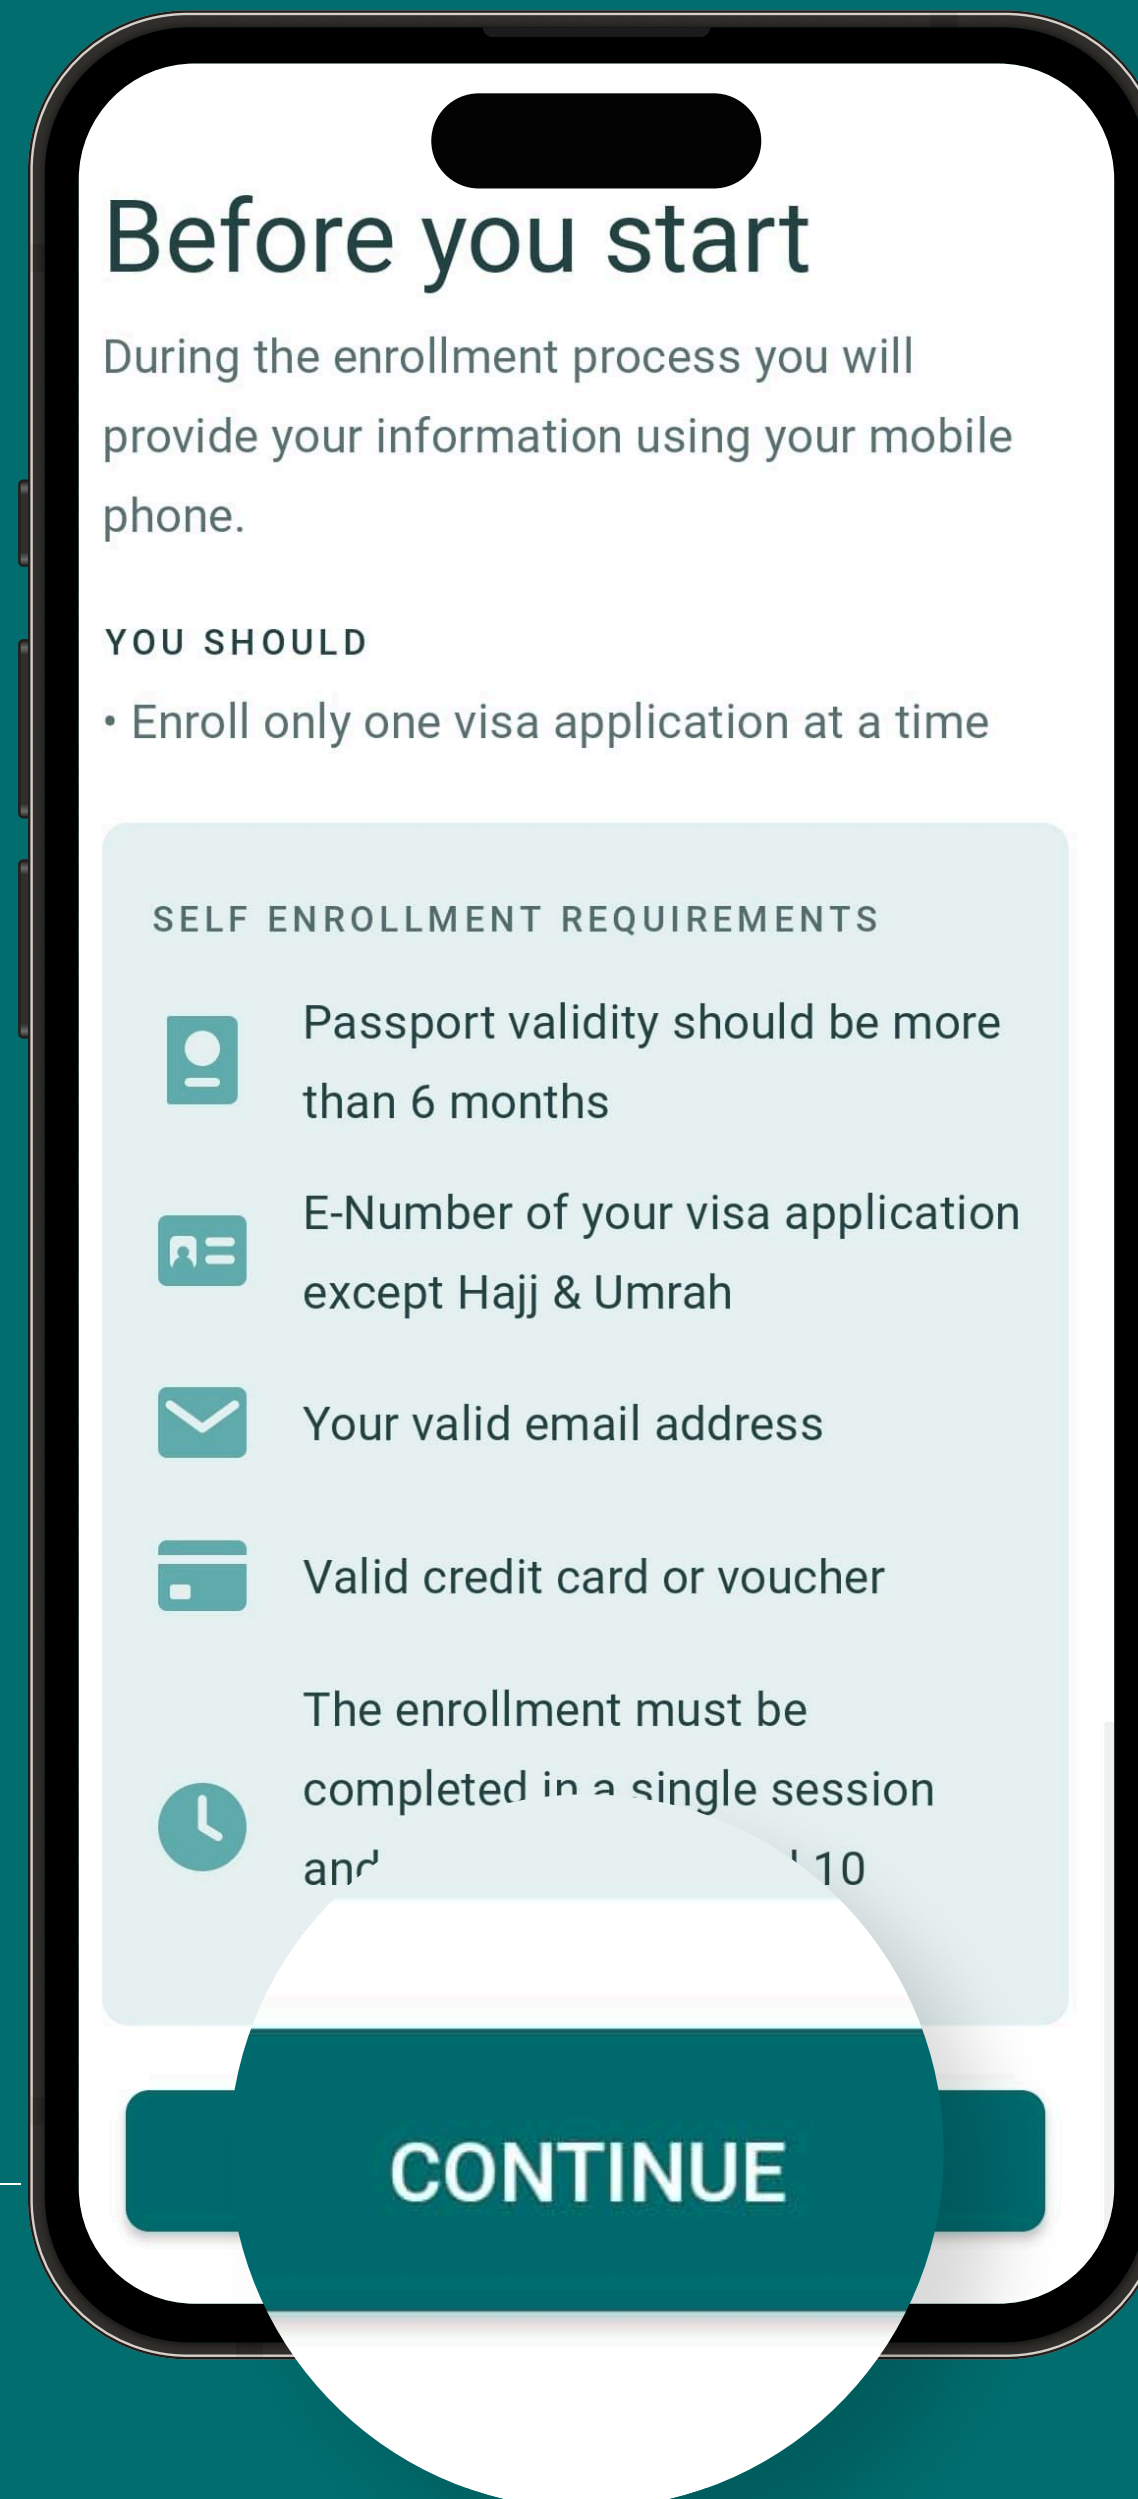 Before you start
During the enrollment process you will
provide your information using your mobile
phone.
YOU SHOULD
• Enroll only one visa application at a time
SELF ENROLLMENT REQUIREMENTS
Passport validity should be more
than 6 months
E-Number of your visa application
except Hajj & Umrah
Your valid email address
Valid credit card or voucher
The enrollment must be
completed in a single session
and 10
CONTINUE